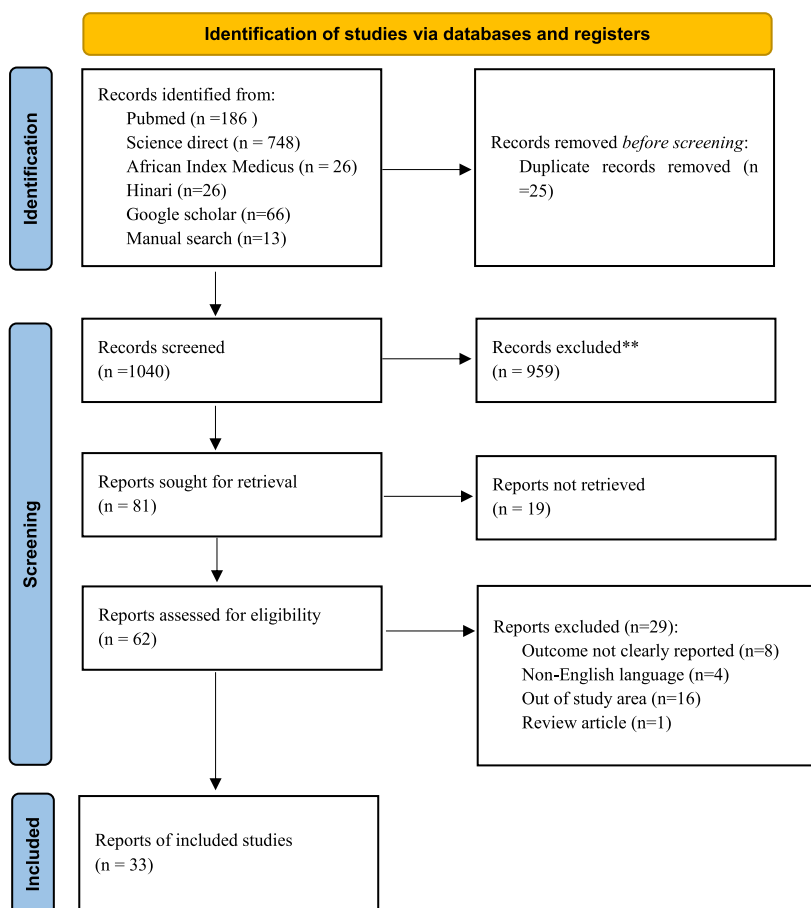 Identification of studies via databases and registers
Identification
Records identified from:
Pubmed (n =186 )
Science direct (n = 748)
African Index Medicus (n = 26)
Hinari (n=26)
Google scholar (n=66)
Manual search (n=13)
Records removed before screening:
Duplicate records removed (n
=25)
Screening
Records screened
(n =1040)
Records excluded**
(n = 959)
Reports sought for retrieval
(n = 81)
Reports not retrieved
(n = 19)
Reports assessed for eligibility
(n = 62)
Reports excluded (n=29):
Outcome not clearly reported (n=8)
Non-English language (n=4)
Out of study area (n=16)
Review article (n=1)
Included
Reports of included studies
(n = 33)